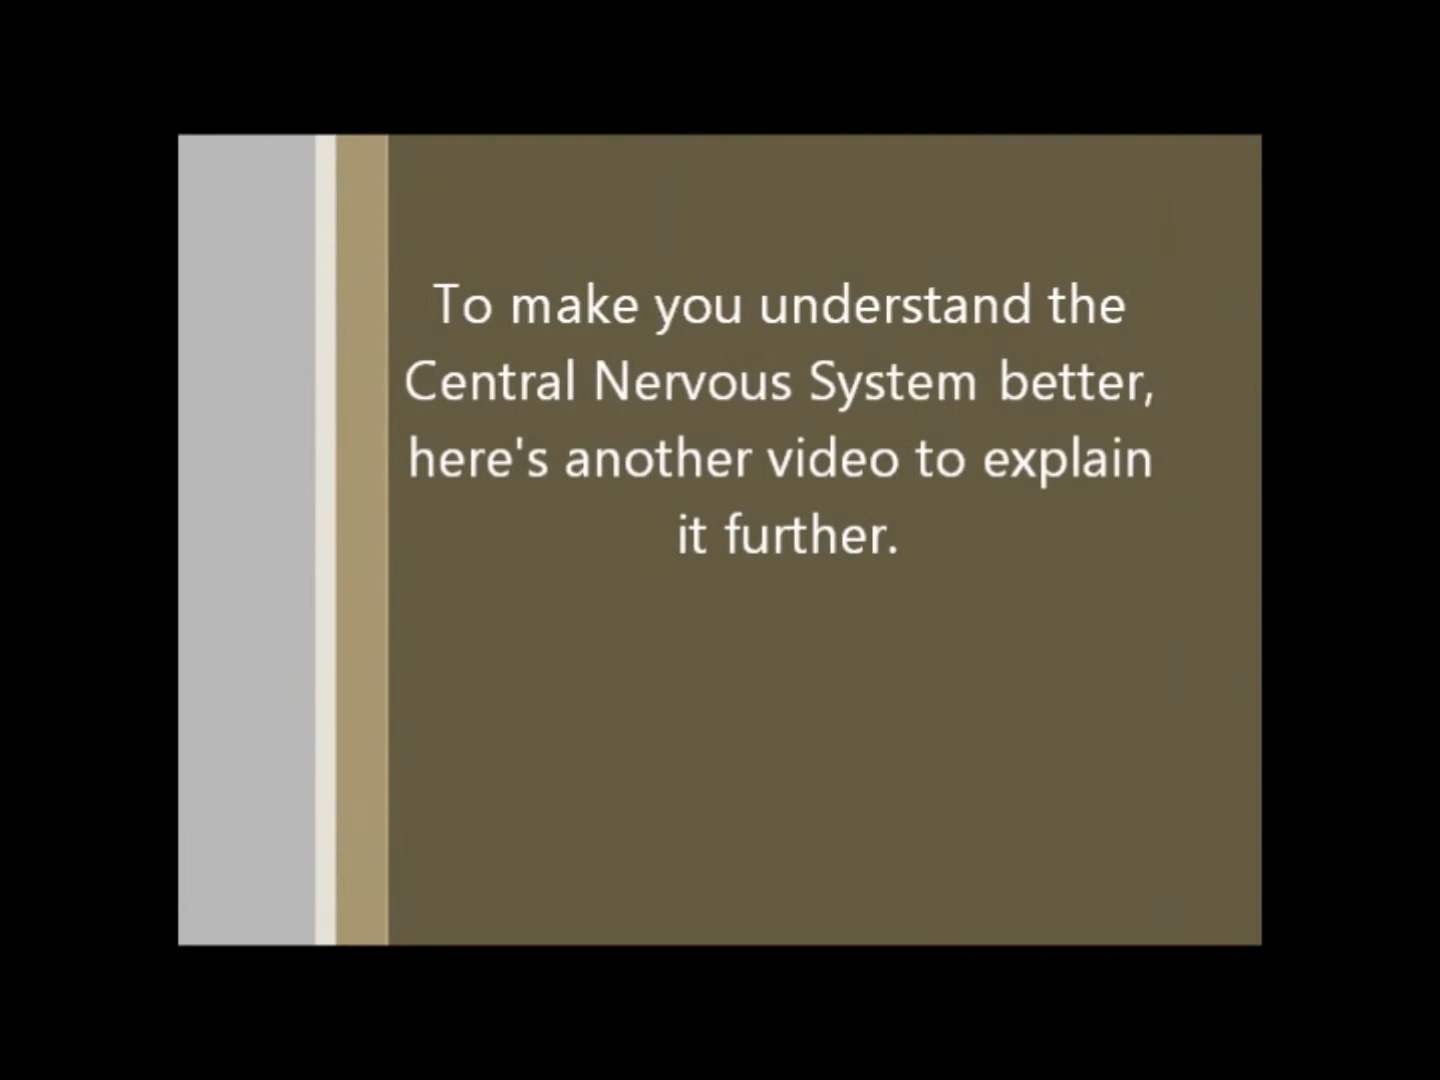 To make you understand the
Central Nervous System better,
here's another video to explain
it further.